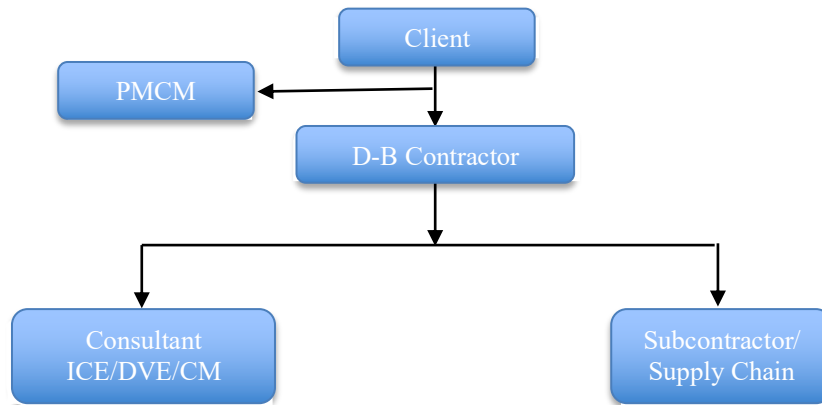 Client
PMCM
D-B Contractor
Consultant
ICE/DVE/CM
Subcontractor/
Supply Chain